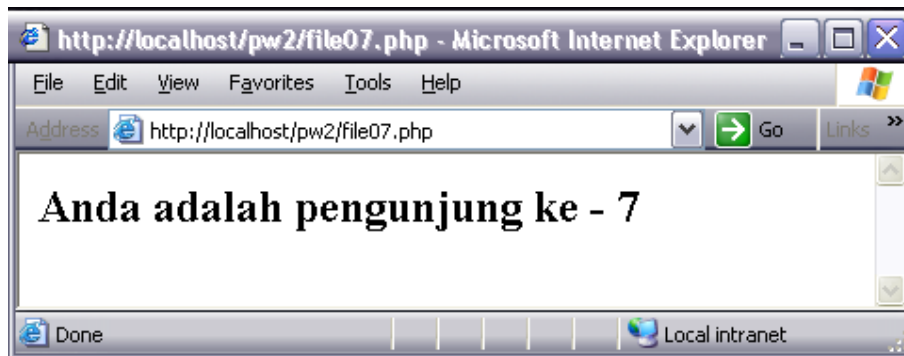 http://localhost/pw2/file07.php - Microsoft Internet Explorer
File Edit View Favorites Tools Help
Address http://localhost/pw2/file07.php Go Links »
Anda adalah pengunjung ke - 7
Done Local intranet